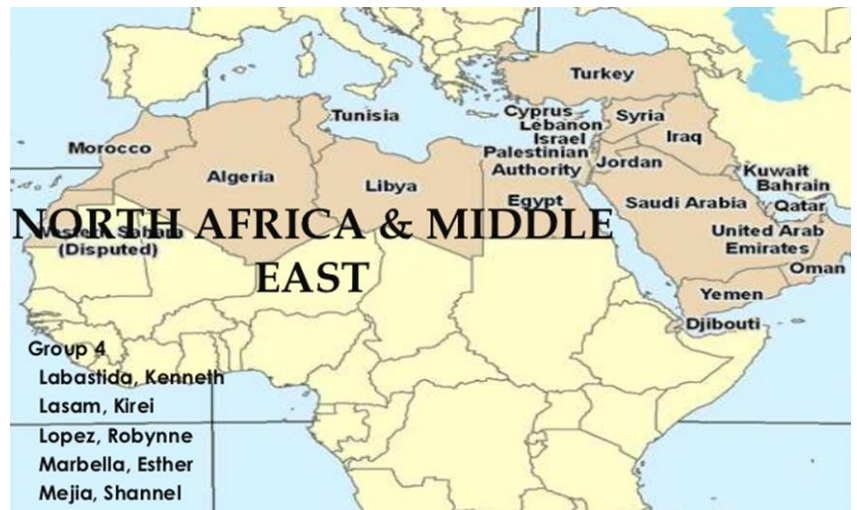 Turkey
Tunisia
Cyprus
Syria
Lebanon
Morocco
Israel
Iraq
Palestinian
Authority
Jordan
Algeria
Libya
Kuwait
Bahrain
Egypt
Saudi Arabia
Qatar
NORTH AFRICA & MIDDLE
EAST
Western Sahara
(Disputed)
United Arab
Emirates
Oman
Yemen
Djibouti
Group 4
Labastida, Kenneth
Lasam, Kirei
Lopez, Robynne
Marbella, Esther
Mejia, Shannel